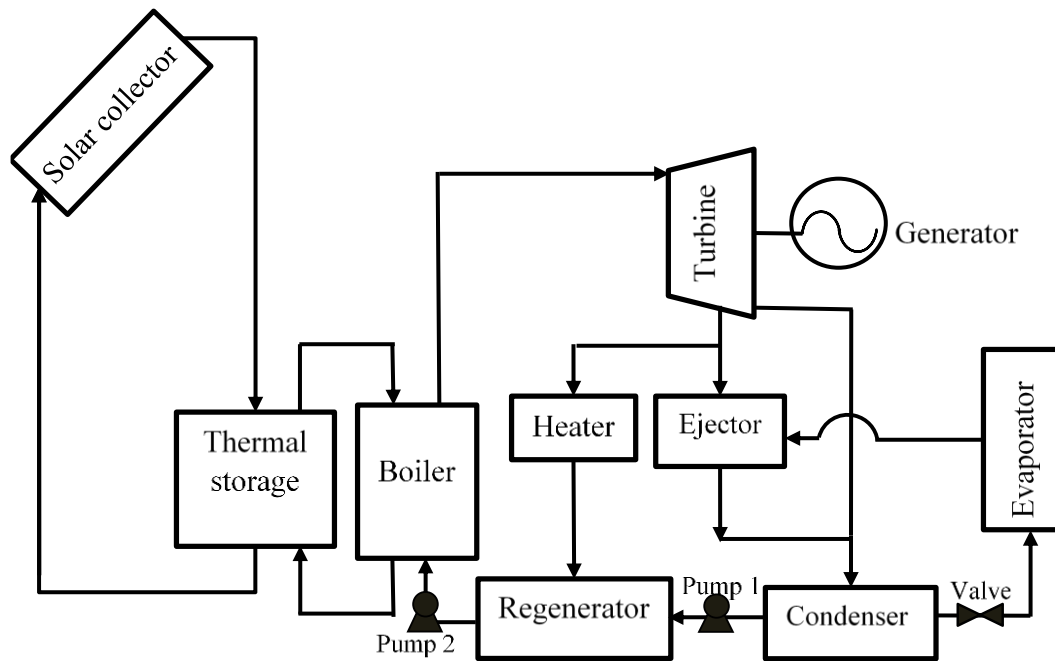 Solar collector
Turbine
Generator
Thermal
storage
Boiler
Heater
Ejector
Evaporator
Pump 2
Regenerator
Pump 1
Condenser
Valve